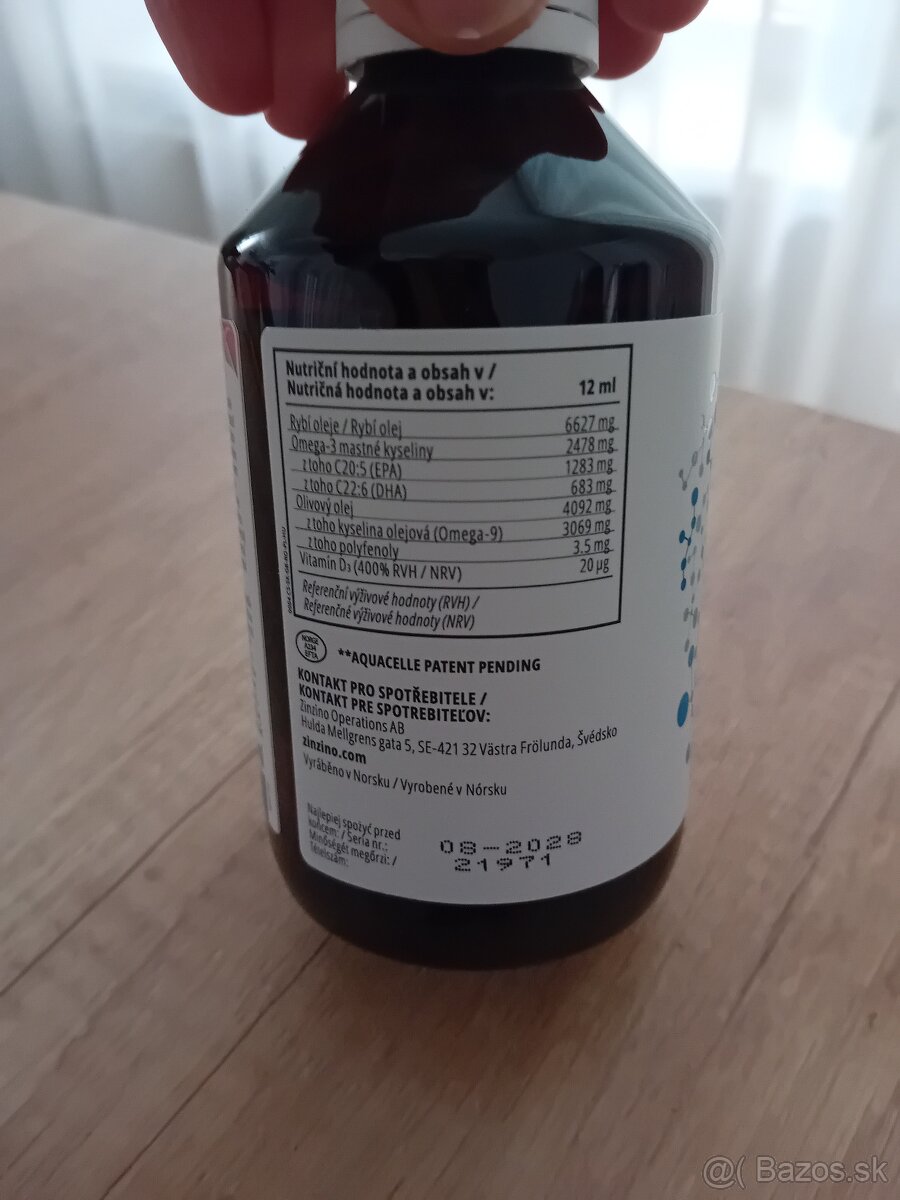 Nutriční hodnota a obsah v /
Nutričná hodnota a obsah v: 12 ml
Rybí oleje / Rybí olej 6627 mg
Omega-3 mastné kyseliny 2478 mg
z toho C20:5 (EPA) 1283 mg
z toho C22:6 (DHA) 683 mg
Olivový olej 4092 mg
z toho kyselina olejová (Omega-9) 3069 mg
z toho polyfenoly 3.5 mg
Vitamín D₃ (400% RVH / NRV) 20 µg
Referenční výživové hodnoty (RVH) /
Referenčné výživové hodnoty (NRV)
NORGE
EFTA
**AQUACELLE PATENT PENDING
KONTAKT PRO SPOTŘEBITELE /
KONTAKT PRE SPOTREBITEĽOV:
Zinzino Operations AB
Hulda Mellgrens gata 5, SE-421 32 Västra Frölunda, Švédsko
zinzino.com
Vyráběno v Norsku / Vyrobené v Nórsku
Najlepiej spożyć przed
końcem: / Seria nr.:
Minőségét megőrzi: /
Tételszám:
08-2028
21971
@( Bazos.sk